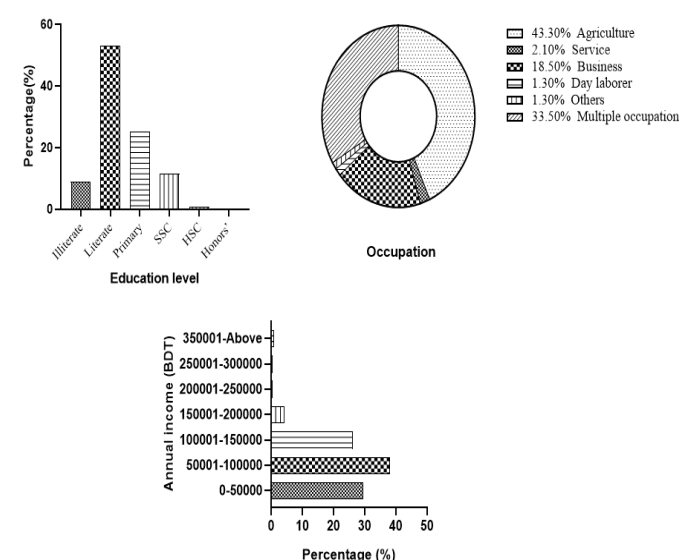 60
40
20
0
Percentage(%)
Illiterate
Literate
Primary
SSC
HSC
Honors'
Education level
43.30% Agriculture
2.10% Service
18.50% Business
1.30% Day laborer
1.30% Others
33.50% Multiple occupation
Occupation
Annual income (BDT)
350001-Above
250001-300000
200001-250000
150001-200000
100001-150000
50001-100000
0-50000
0 10 20 30 40 50
Percentage (%)